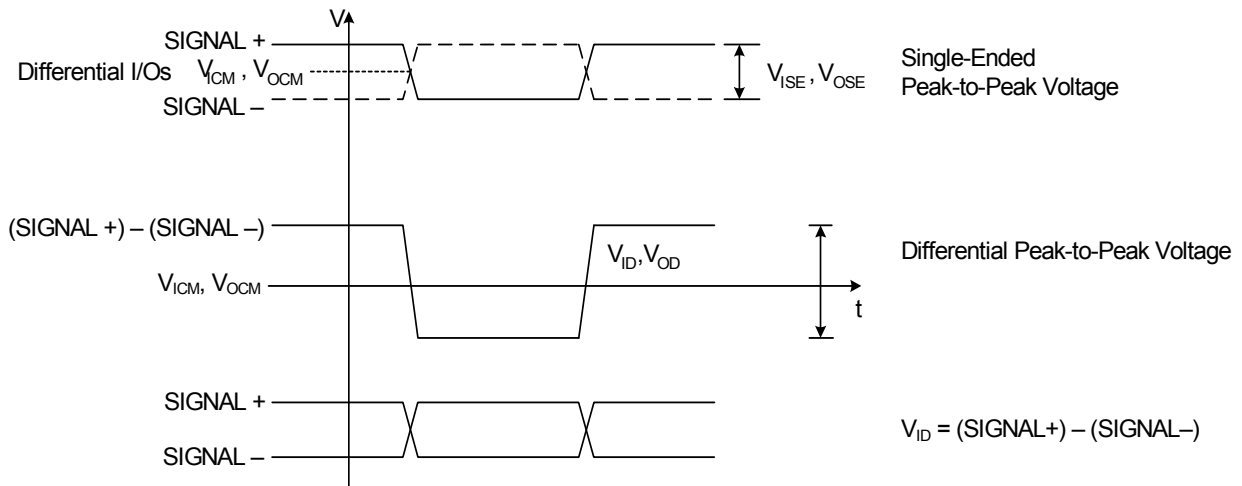 V
SIGNAL +
Differential I/Os V_ICM , V_OCM
SIGNAL –
V_ISE , V_OSE
Single-Ended
Peak-to-Peak Voltage
(SIGNAL +) – (SIGNAL –)
V_ID, V_OD
Differential Peak-to-Peak Voltage
V_ICM, V_OCM
t
SIGNAL +
SIGNAL –
V_ID = (SIGNAL+) – (SIGNAL–)